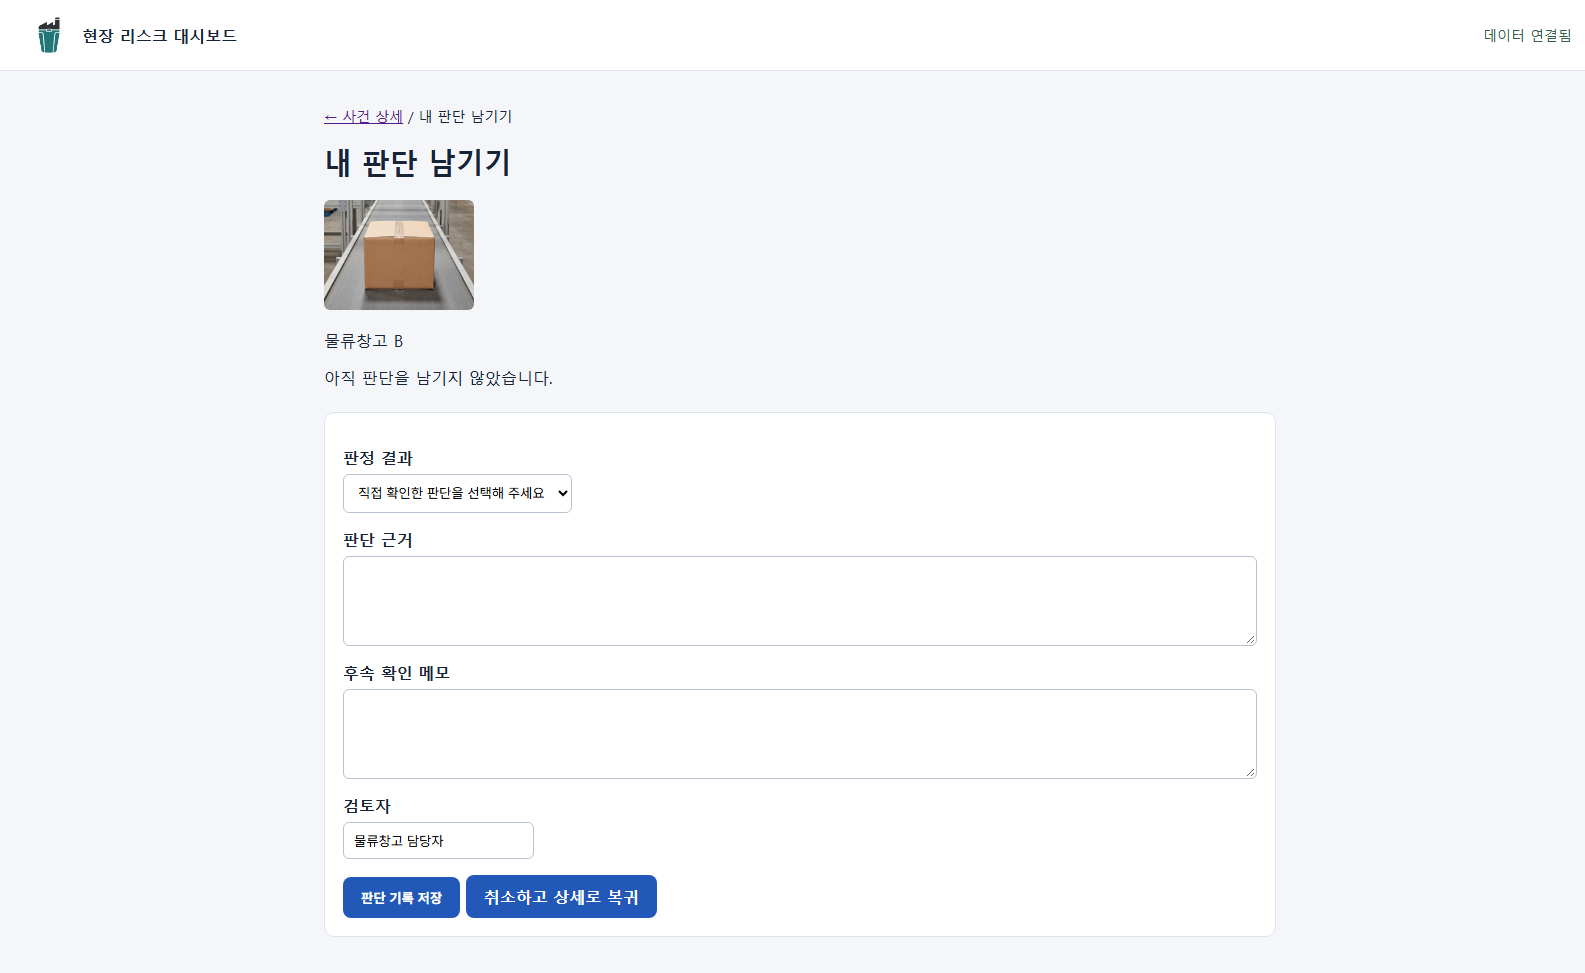 현장 리스크 대시보드
데이터 연결됨
← 사건 상세 / 내 판단 남기기
내 판단 남기기
물류창고 B
아직 판단을 남기지 않았습니다.
판정 결과
직접 확인한 판단을 선택해 주세요
판단 근거
후속 확인 메모
검토자
물류창고 담당자
판단 기록 저장
취소하고 상세로 복귀